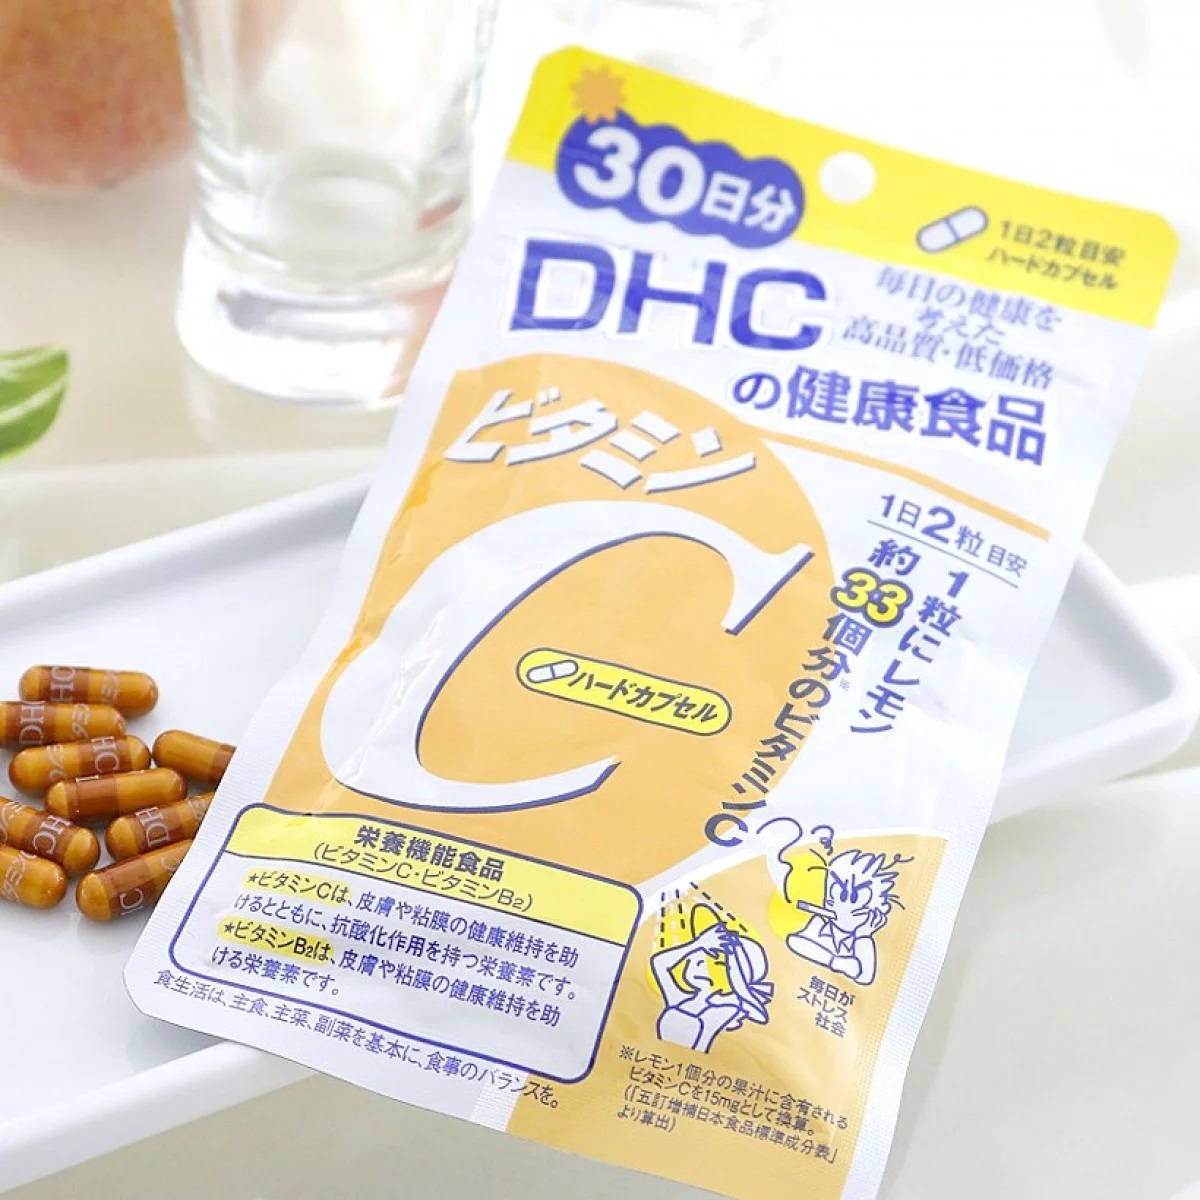 30日分
1日2粒目安
ハードカプセル
DHC
毎日の健康を
考えた
高品質・低価格
の健康食品
ビタミン
C
ハードカプセル
1日2粒目安
1粒にレモン
約33個分のビタミンC
※
栄養機能食品
(ビタミンC・ビタミンB2)
★ビタミンCは、皮膚や粘膜の健康維持を助
けるとともに、抗酸化作用を持つ栄養素です。
★ビタミンB2は、皮膚や粘膜の健康維持を助
ける栄養素です。
食生活は、主食、主菜、副菜を基本に、食事のバランスを。
毎日が
ストレス
社会
※レモン1個分の果汁に含有される
ビタミンCを15mgとして換算。
(「五訂増補日本食品標準成分表」
より算出)
DHC
DHC
DHC
DHC